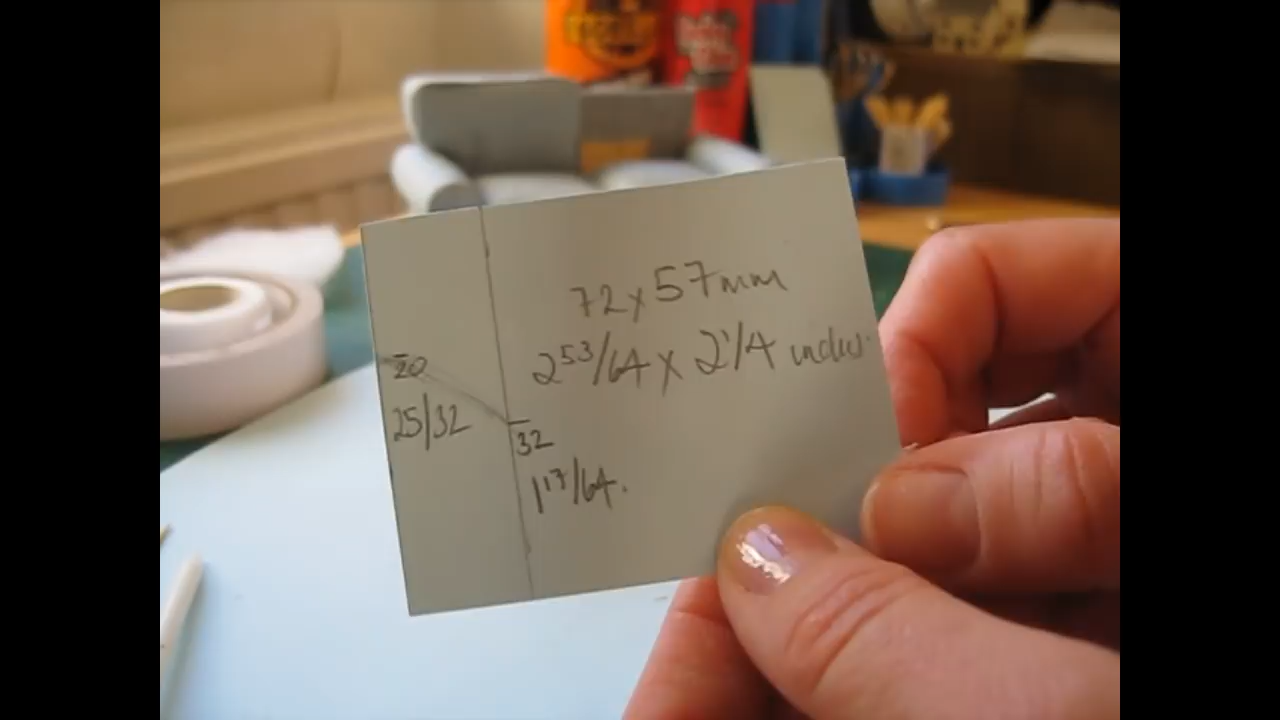 72 x 57mm
2 53/64 x 2 1/4 inches
20
25/32
32
1 17/64.